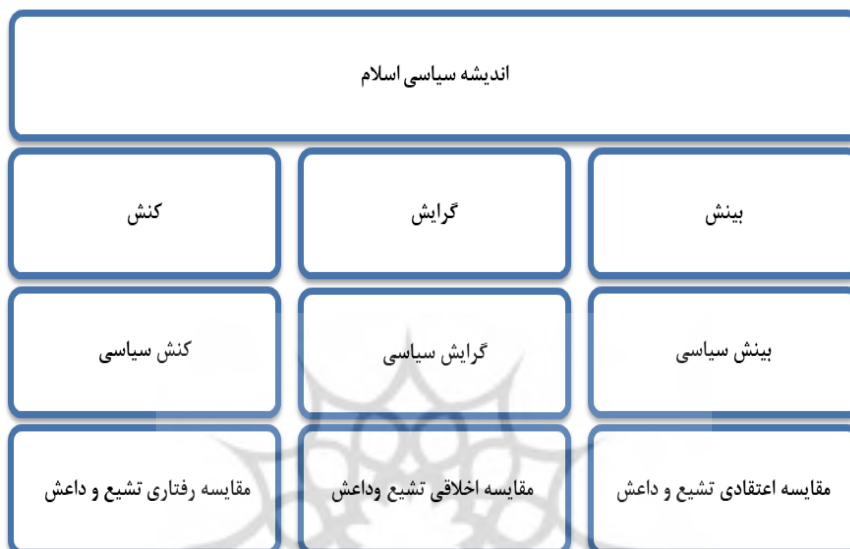 اندیشه سیاسی اسلام
بینش
گرایش
کنش
بینش سیاسی
گرایش سیاسی
کنش سیاسی
مقایسه اعتقادی تشیع و داعش
مقایسه اخلاقی تشیع وداعش
مقایسه رفتاری تشیع و داعش